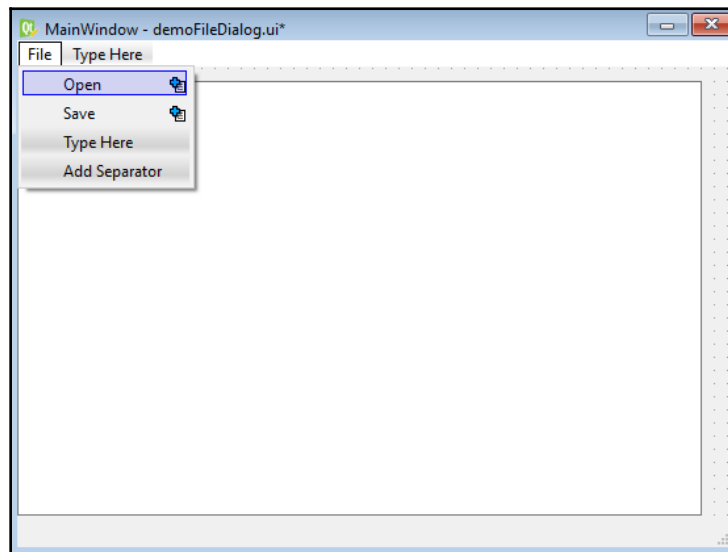 MainWindow - demoFileDialog.ui*
File Type Here
Open
Save
Type Here
Add Separator